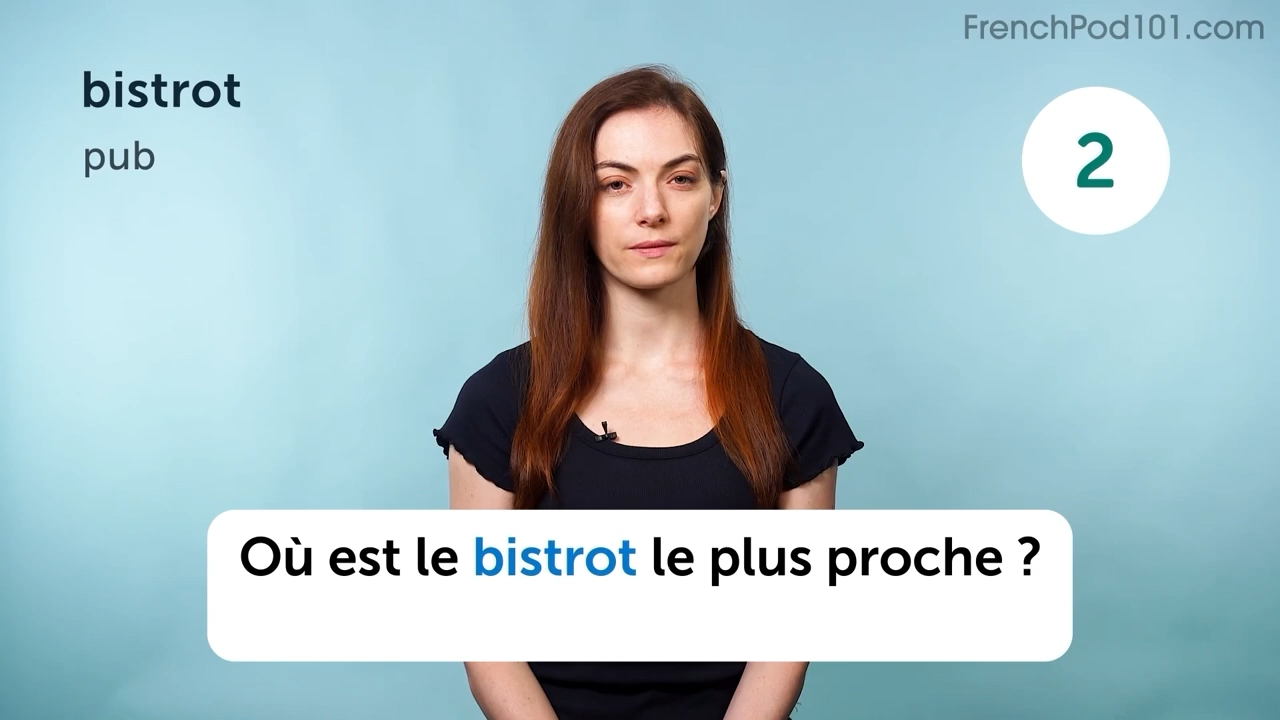 FrenchPod101.com
bistrot
pub
2
Où est le bistrot le plus proche ?